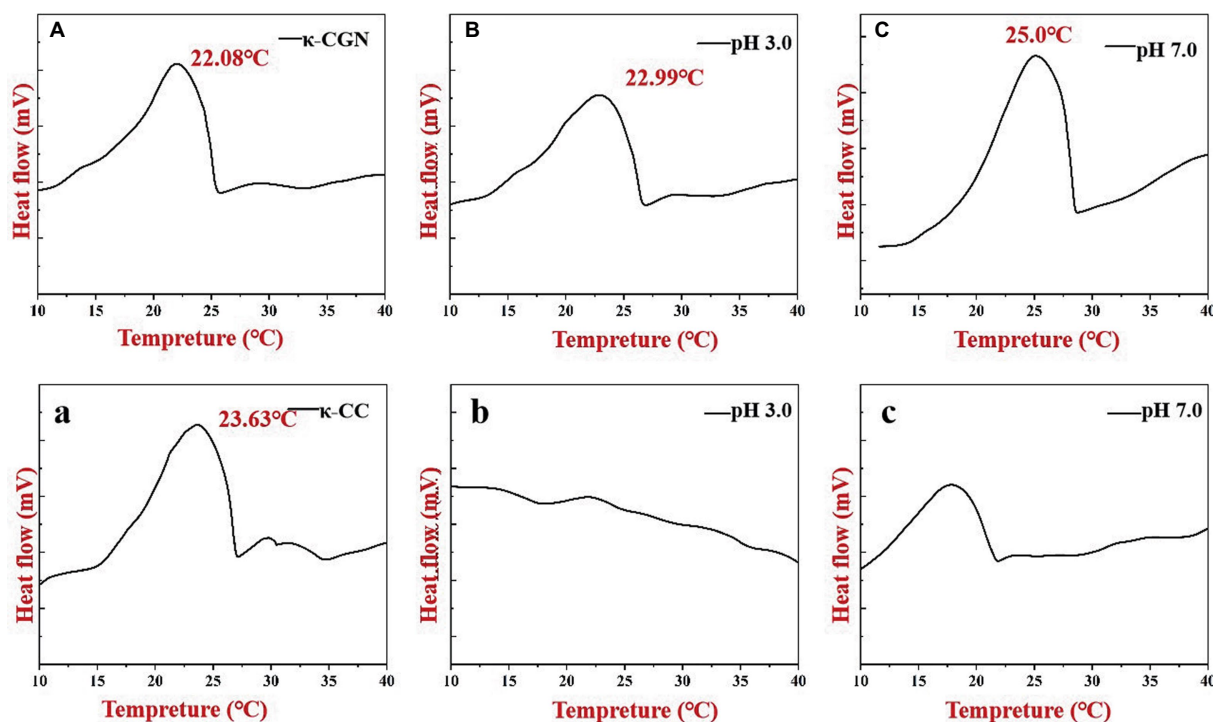 A
κ-CGN
22.08°C
Heat flow (mV)
10 15 20 25 30 35 40
Tempreture (°C)
B
pH 3.0
22.99°C
Heat flow (mV)
10 15 20 25 30 35 40
Tempreture (°C)
C
25.0°C
pH 7.0
Heat flow (mV)
10 15 20 25 30 35 40
Tempreture (°C)
a
κ-CC
23.63°C
Heat flow (mV)
10 15 20 25 30 35 40
Tempreture (°C)
b
pH 3.0
Heat flow (mV)
10 15 20 25 30 35 40
Tempreture (°C)
c
pH 7.0
Heat flow (mV)
10 15 20 25 30 35 40
Tempreture (°C)